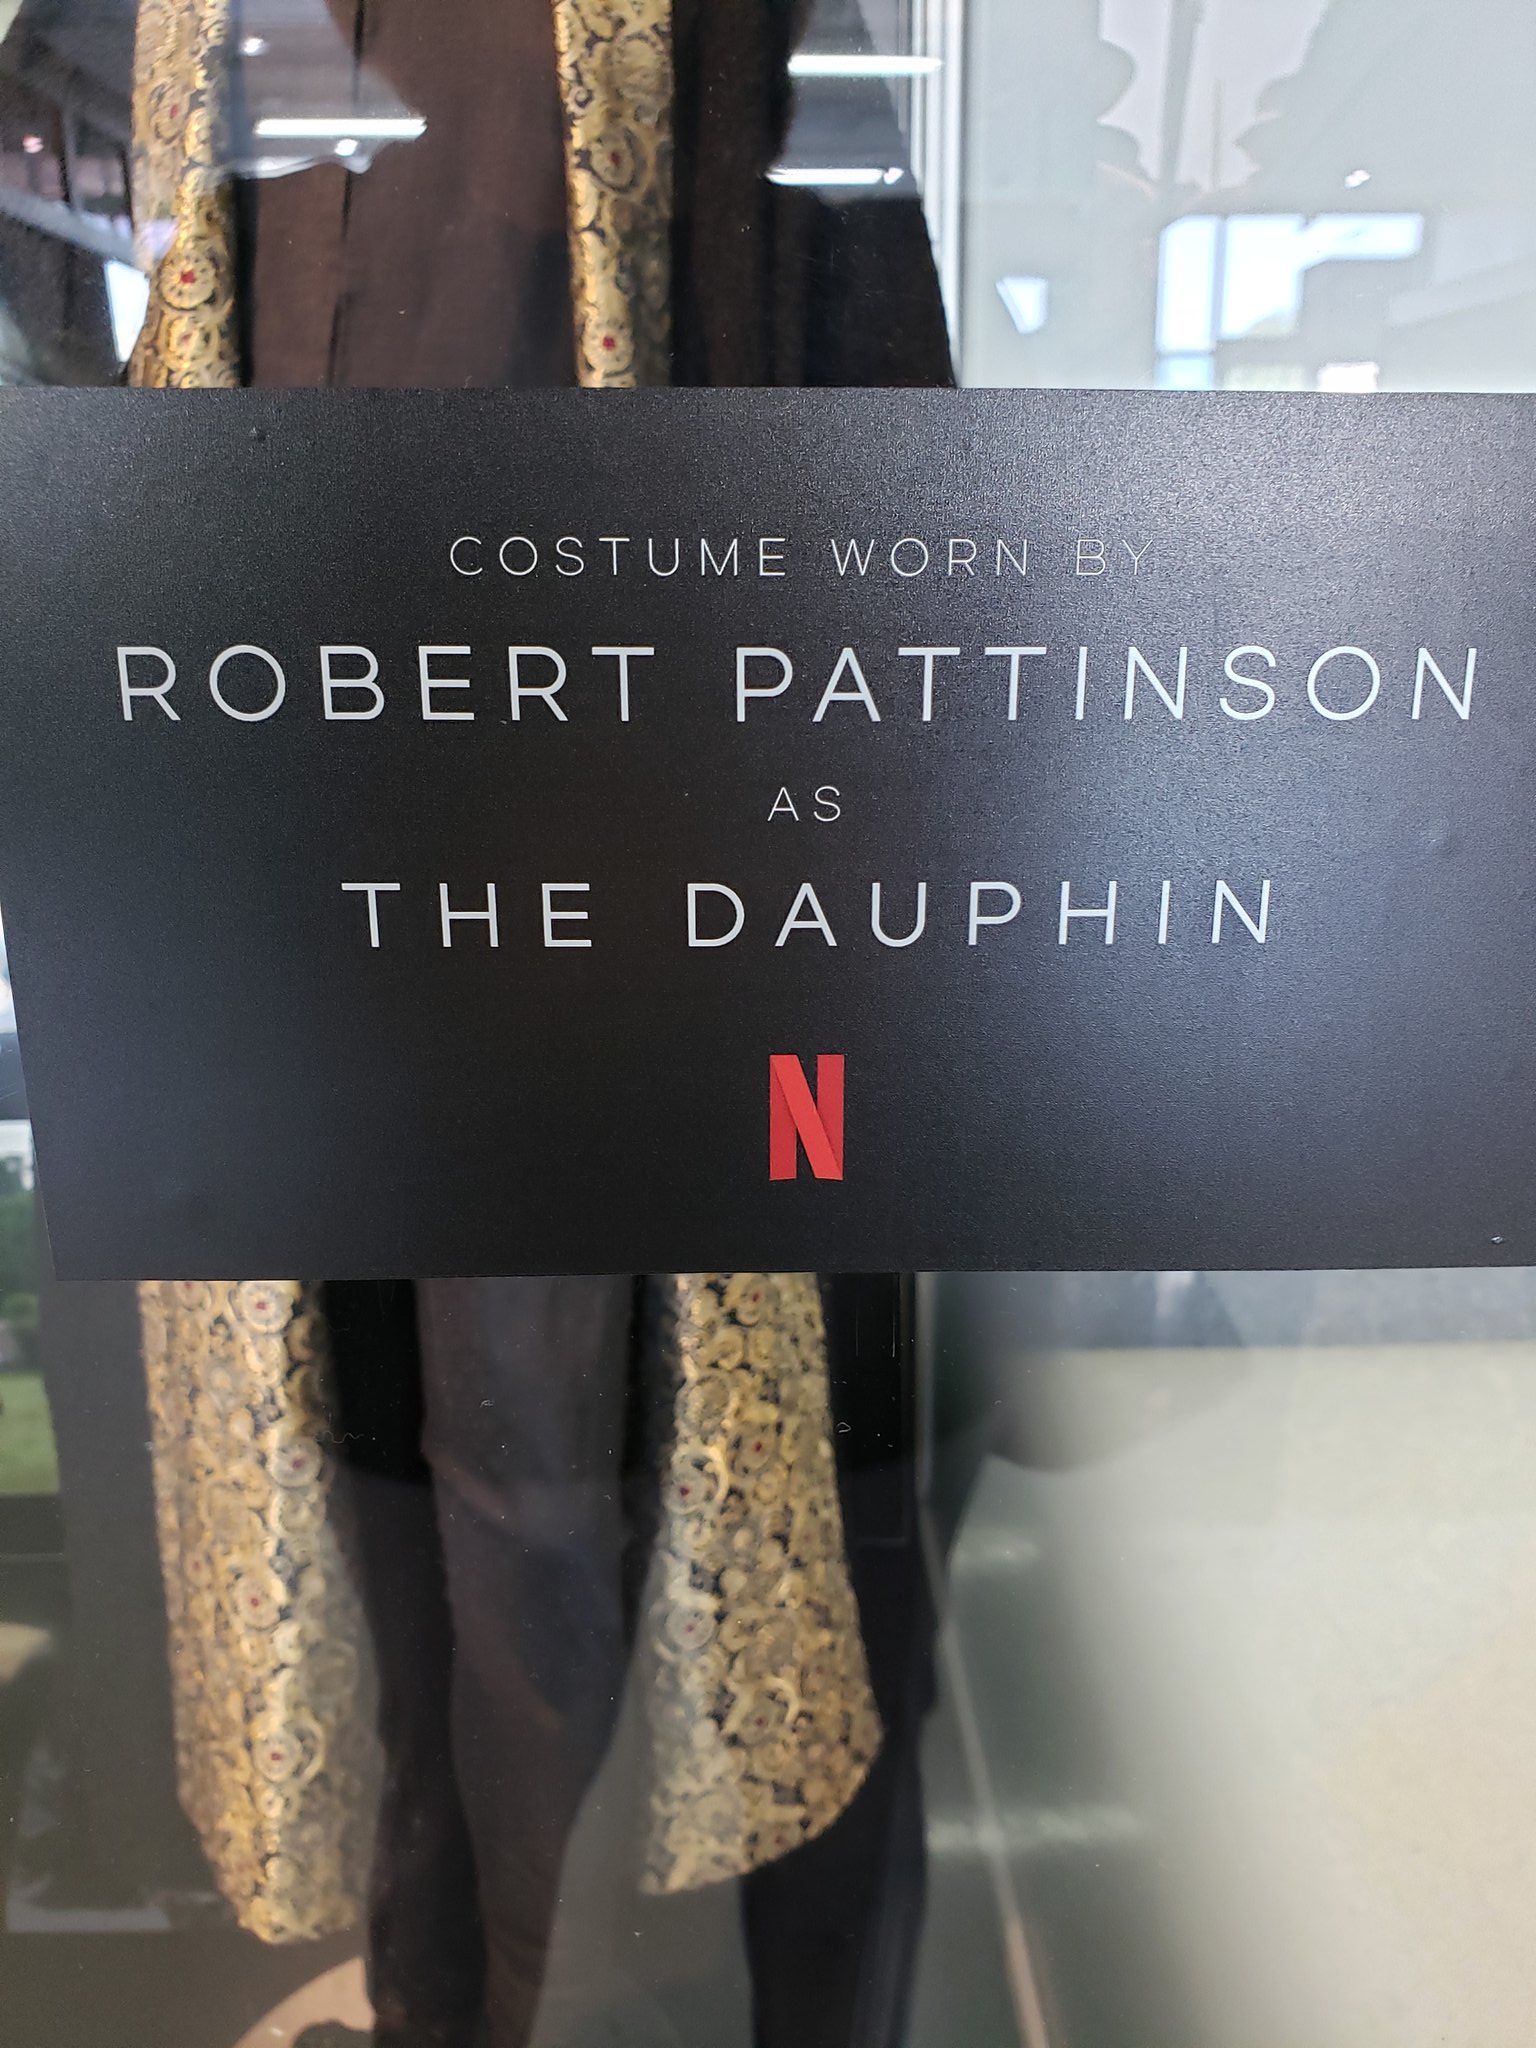 COSTUME WORN BY
ROBERT PATTINSON
AS
THE DAUPHIN
N